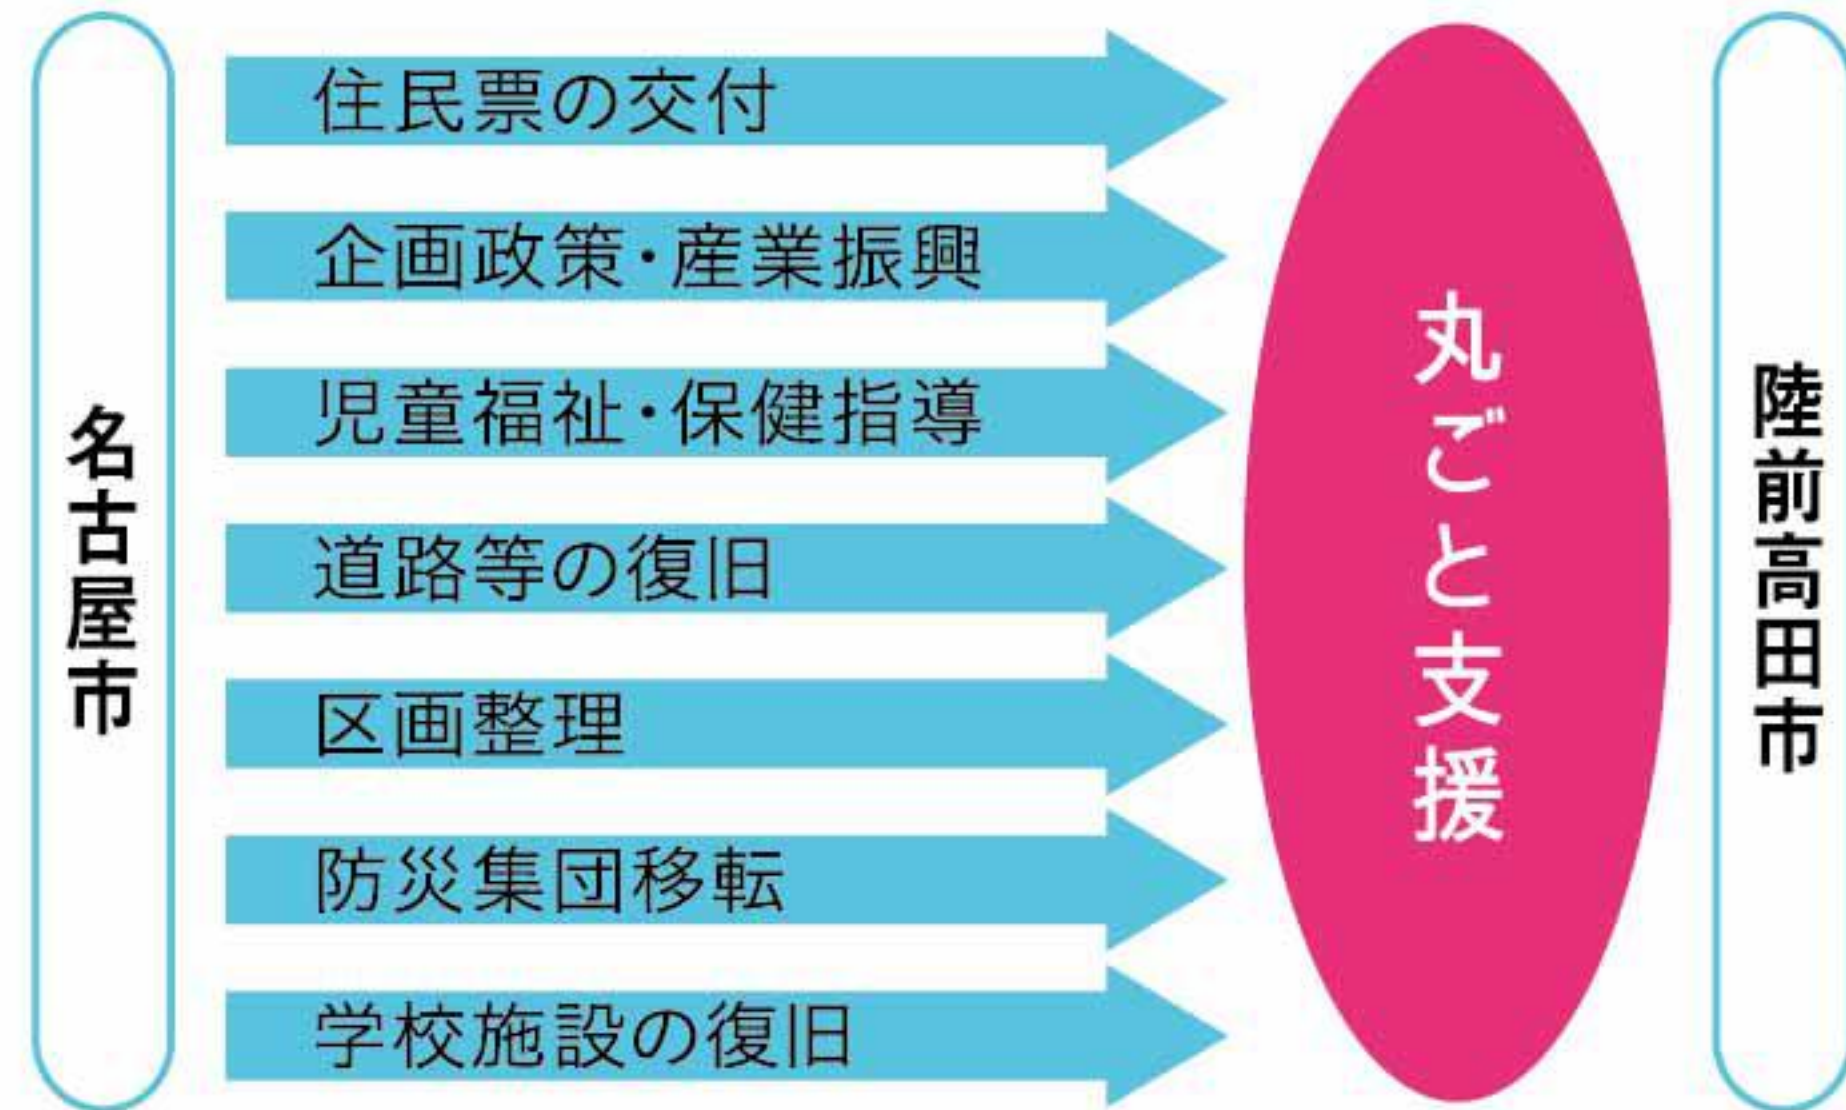 名古屋市
住民票の交付
企画政策・産業振興
児童福祉・保健指導
道路等の復旧
区画整理
防災集団移転
学校施設の復旧
丸ごと支援
陸前高田市